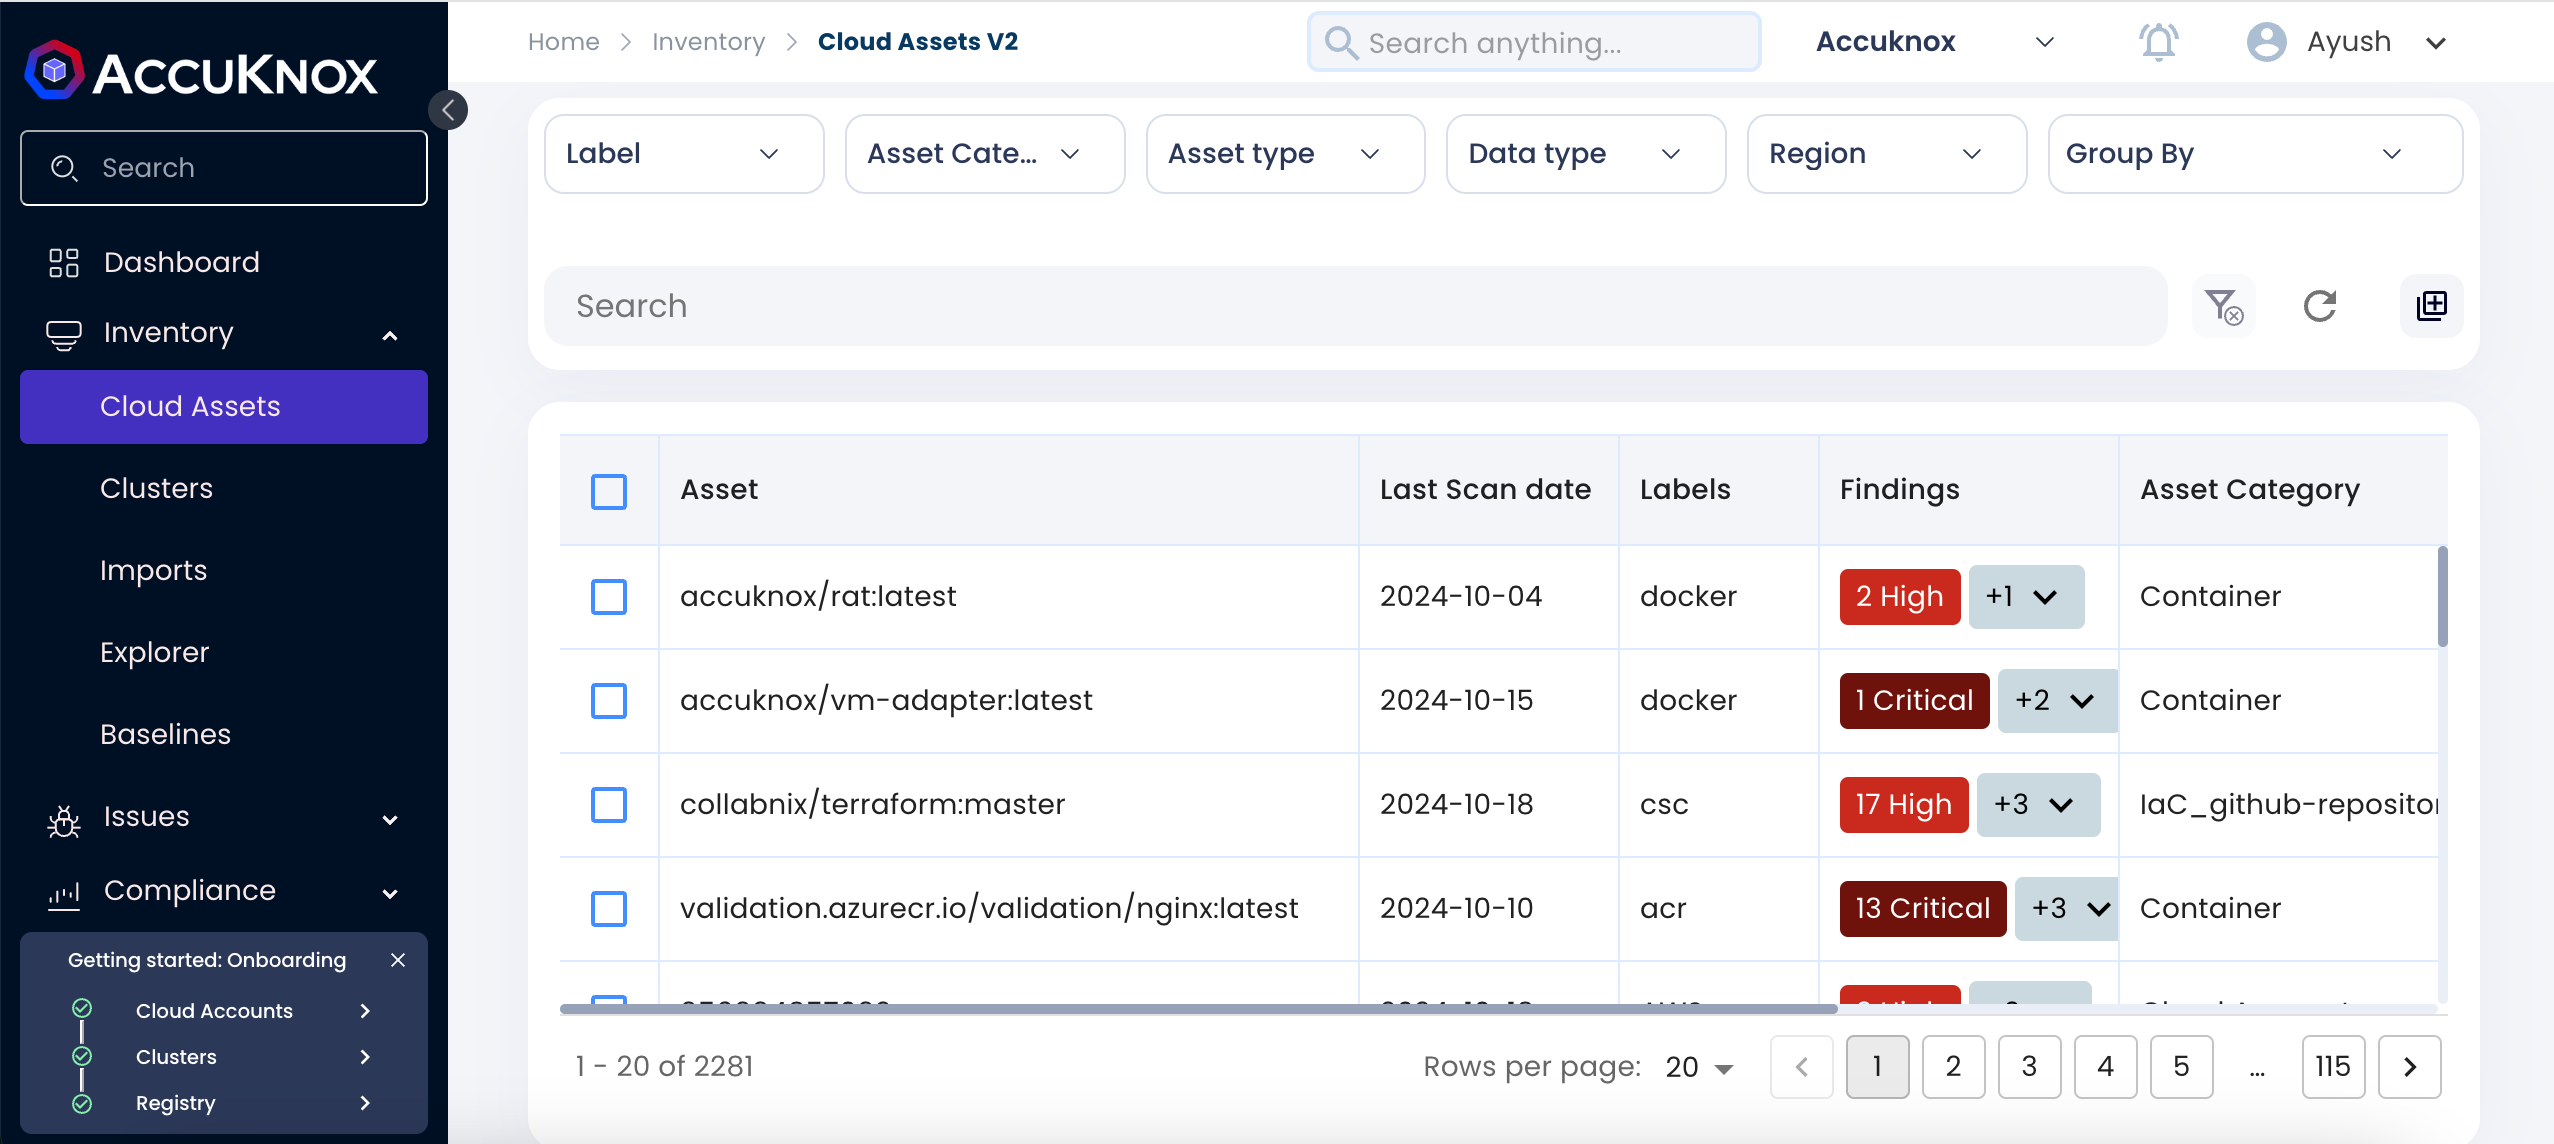 ACCUKNOX
Search
Dashboard
Inventory
Cloud Assets
Clusters
Imports
Explorer
Baselines
Issues
Compliance
Getting started: Onboarding
Cloud Accounts
Clusters
Registry
Home > Inventory > Cloud Assets V2
Search anything...
Accuknox
Ayush
Label
Asset Cate...
Asset type
Data type
Region
Group By
Search
Asset Last Scan date Labels Findings Asset Category
accuknox/rat:latest 2024-10-04 docker 2 High +1 Container
accuknox/vm-adapter:latest 2024-10-15 docker 1 Critical +2 Container
collabnix/terraform:master 2024-10-18 csc 17 High +3 IaC_github-repositor
validation.azurecr.io/validation/nginx:latest 2024-10-10 acr 13 Critical +3 Container
1 - 20 of 2281
Rows per page: 20
1 2 3 4 5 ... 115